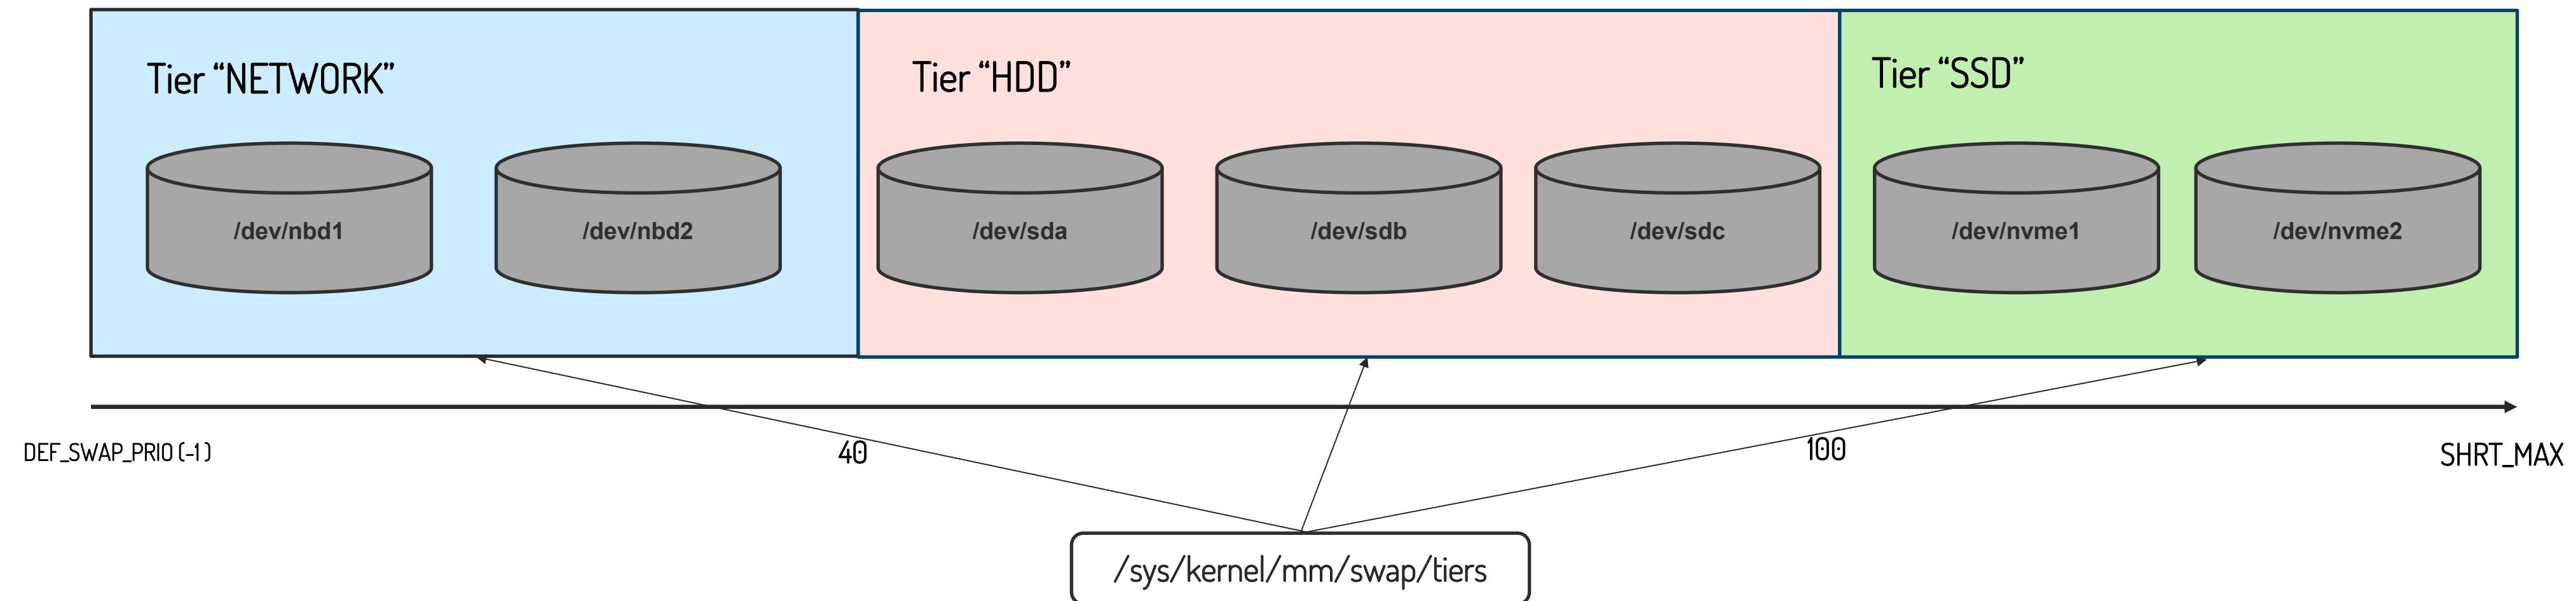 Tier “NETWORK”
Tier “HDD”
Tier “SSD”
/dev/nbd1
/dev/nbd2
/dev/sda
/dev/sdb
/dev/sdc
/dev/nvme1
/dev/nvme2
DEF_SWAP_PRIO (-1)
40
100
SHRT_MAX
/sys/kernel/mm/swap/tiers